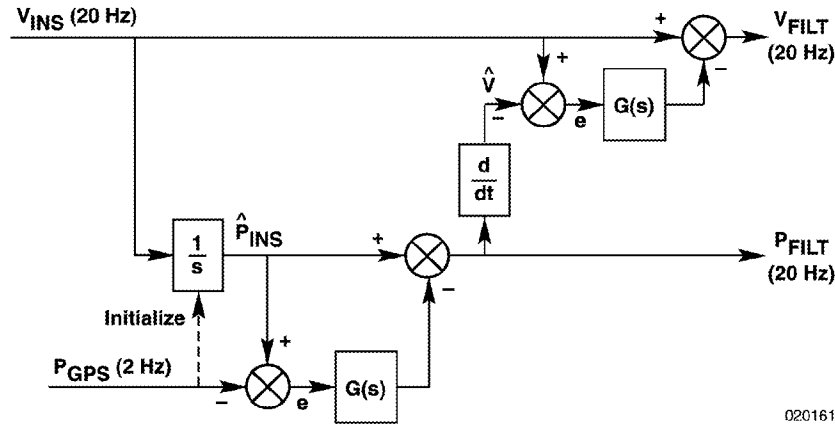 V_INS (20 Hz)
+
V_FILT
(20 Hz)
–
+
V̂
–
e
G(s)
d
dt
1
s
P̂_INS
+
–
P_FILT
(20 Hz)
Initialize
+
P_GPS (2 Hz)
–
e
G(s)
020161